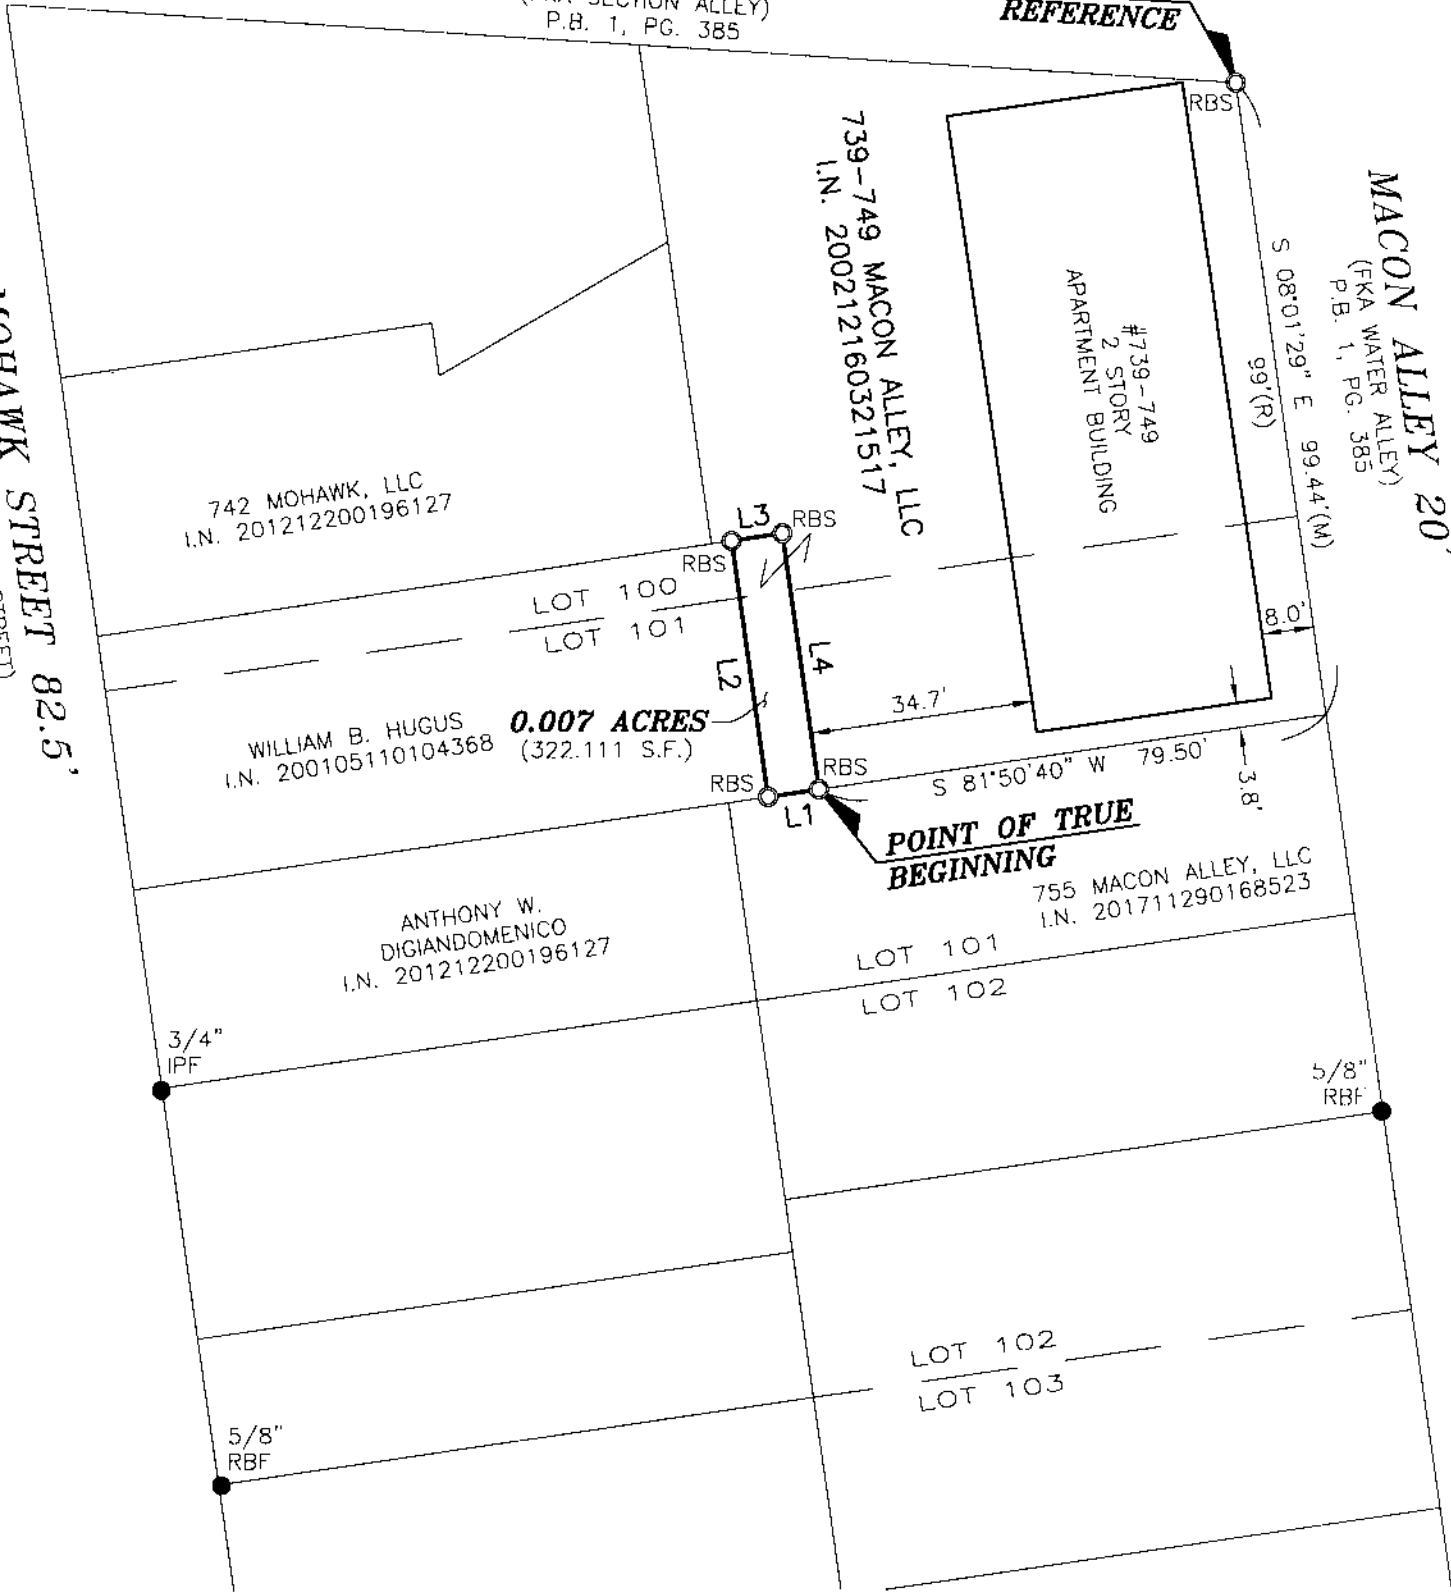 SECTION ALLEY)
P.B. 1, PG. 385
REFERENCE
RBS
MACON ALLEY 20'
(FKA WATER ALLEY)
P.B. 1, PG. 385
S 08°01'29" E 99.44'(M)
99'(R)
#739-749
2 STORY
APARTMENT BUILDING
739-749 MACON ALLEY, LLC
I.N. 200212160321517
742 MOHAWK, LLC
I.N. 201212200196127
L3
RBS
RBS
LOT 100
LOT 101
L2
L4
8.0'
34.7'
WILLIAM B. HUGUS
I.N. 200105110104368
0.007 ACRES
(322.111 S.F.)
MOHAWK STREET 82.5'
STREET)
RBS
RBS
L1
S 81°50'40" W 79.50'
3.8'
POINT OF TRUE
BEGINNING
755 MACON ALLEY, LLC
I.N. 201711290168523
ANTHONY W.
DIGIANDOMENICO
I.N. 201212200196127
LOT 101
LOT 102
3/4"
IPF
5/8"
RBF
LOT 102
LOT 103
5/8"
RBF